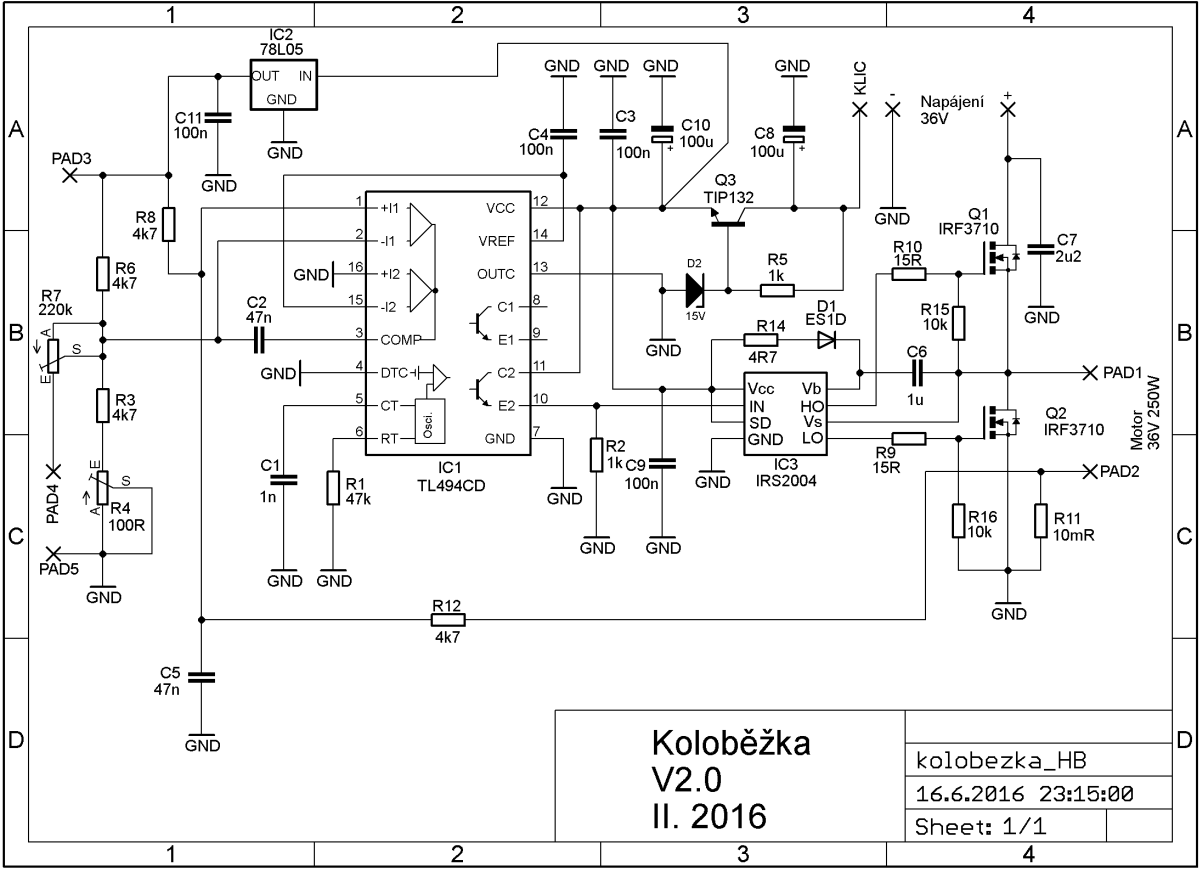 1 2 3 4
IC2
78L05
OUT IN
GND
C11
100n
GND
GND
PAD3
R8
4k7
R6
4k7
R7
220k
A
S
E
R3
4k7
PAD4
E
S
A
R4
100R
PAD5
GND
C2
47n
GND
GND
C1
1n
GND
R1
47k
GND
1 +I1
2 -I1
16 +I2
15 -I2
3 COMP
4 DTC
5 CT
6 RT
Osci.
VCC 12
VREF 14
OUTC 13
C1 8
E1 9
C2 11
E2 10
GND 7
IC1
TL494CD
GND
GND
C4
100n
GND
C3
100n
GND
C10
100u
+
GND
C8
100u
+
KLIC
-
Napájení
36V
+
GND
Q3
TIP132
D2
15V
R5
1k
GND
R14
4R7
D1
ES1D
Vcc Vb
IN HO
SD Vs
GND LO
IC3
IRS2004
GND
R2
1k
GND
C9
100n
GND
R10
15R
Q1
IRF3710
C7
2u2
GND
R15
10k
C6
1u
PAD1
Motor
36V 250W
Q2
IRF3710
R9
15R
PAD2
R16
10k
R11
10mR
GND
R12
4k7
C5
47n
GND
A A
B B
C C
D D
Koloběžka
V2.0
II. 2016
kolobezka_HB
16.6.2016 23:15:00
Sheet: 1/1
1 2 3 4